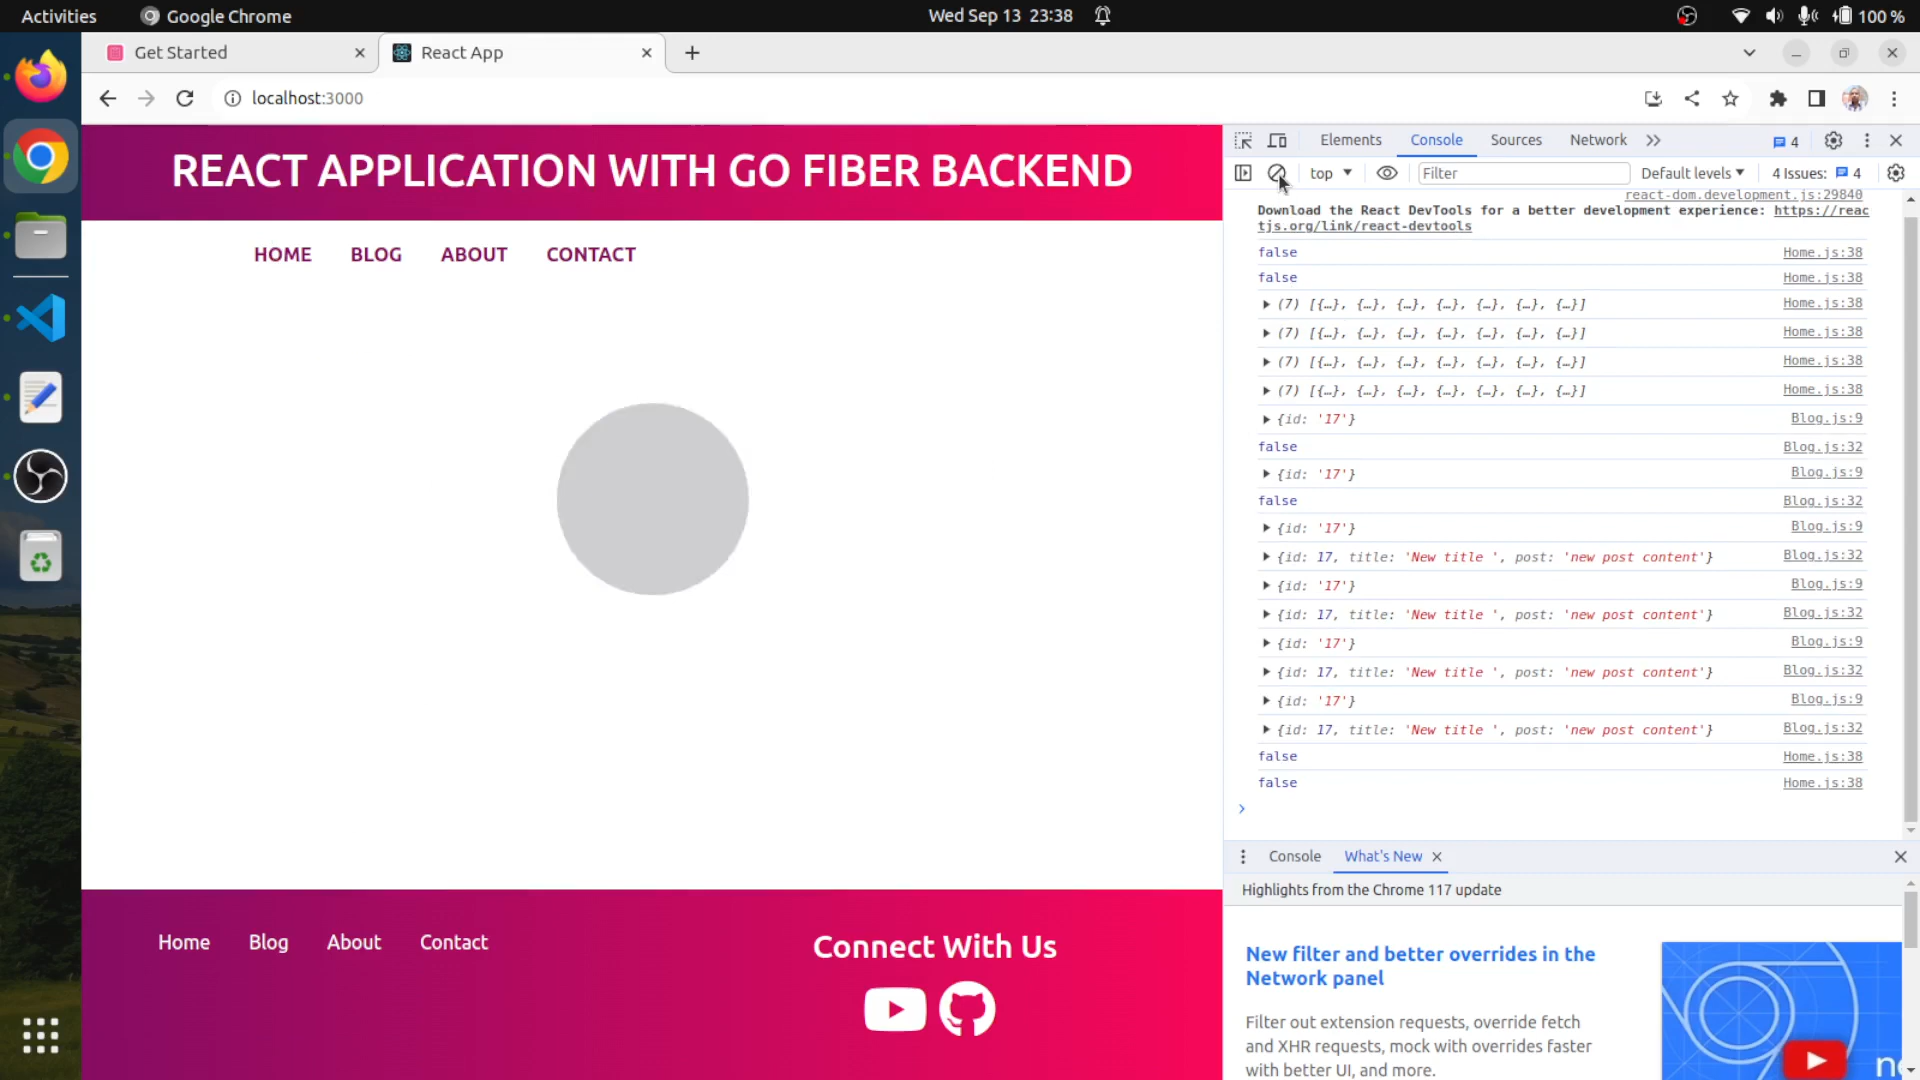 Activities
Google Chrome
Wed Sep 13 23:38
100 %
Get Started
React App
localhost:3000
REACT APPLICATION WITH GO FIBER BACKEND
HOME BLOG ABOUT CONTACT
Home Blog About Contact
Connect With Us
Elements Console Sources Network 4
top Filter Default levels 4 Issues: 4
react-dom.development.js:29840
Download the React DevTools for a better development experience: https://reac
tjs.org/link/react-devtools
false Home.js:38
false Home.js:38
(7) [{…}, {…}, {…}, {…}, {…}, {…}, {…}] Home.js:38
(7) [{…}, {…}, {…}, {…}, {…}, {…}, {…}] Home.js:38
(7) [{…}, {…}, {…}, {…}, {…}, {…}, {…}] Home.js:38
(7) [{…}, {…}, {…}, {…}, {…}, {…}, {…}] Home.js:38
{id: '17'} Blog.js:9
false Blog.js:32
{id: '17'} Blog.js:9
false Blog.js:32
{id: '17'} Blog.js:9
{id: 17, title: 'New title ', post: 'new post content'} Blog.js:32
{id: '17'} Blog.js:9
{id: 17, title: 'New title ', post: 'new post content'} Blog.js:32
{id: '17'} Blog.js:9
{id: 17, title: 'New title ', post: 'new post content'} Blog.js:32
{id: '17'} Blog.js:9
{id: 17, title: 'New title ', post: 'new post content'} Blog.js:32
false Home.js:38
false Home.js:38
Console What's New
Highlights from the Chrome 117 update
New filter and better overrides in the
Network panel
Filter out extension requests, override fetch
and XHR requests, mock with overrides faster
with better UI, and more.